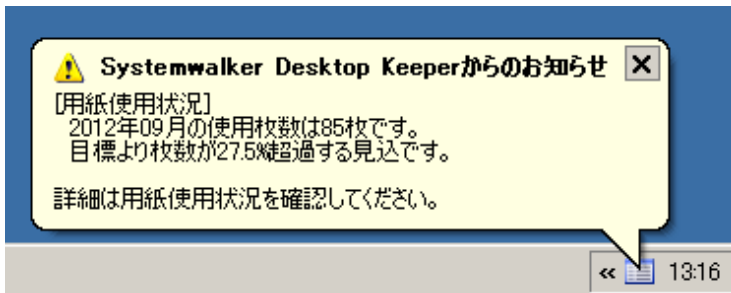 Systemwalker Desktop Keeperからのお知らせ
[用紙使用状況]
2012年09月の使用枚数は85枚です。
目標より枚数が27.5%超過する見込です。
詳細は用紙使用状況を確認してください。
« 13:16